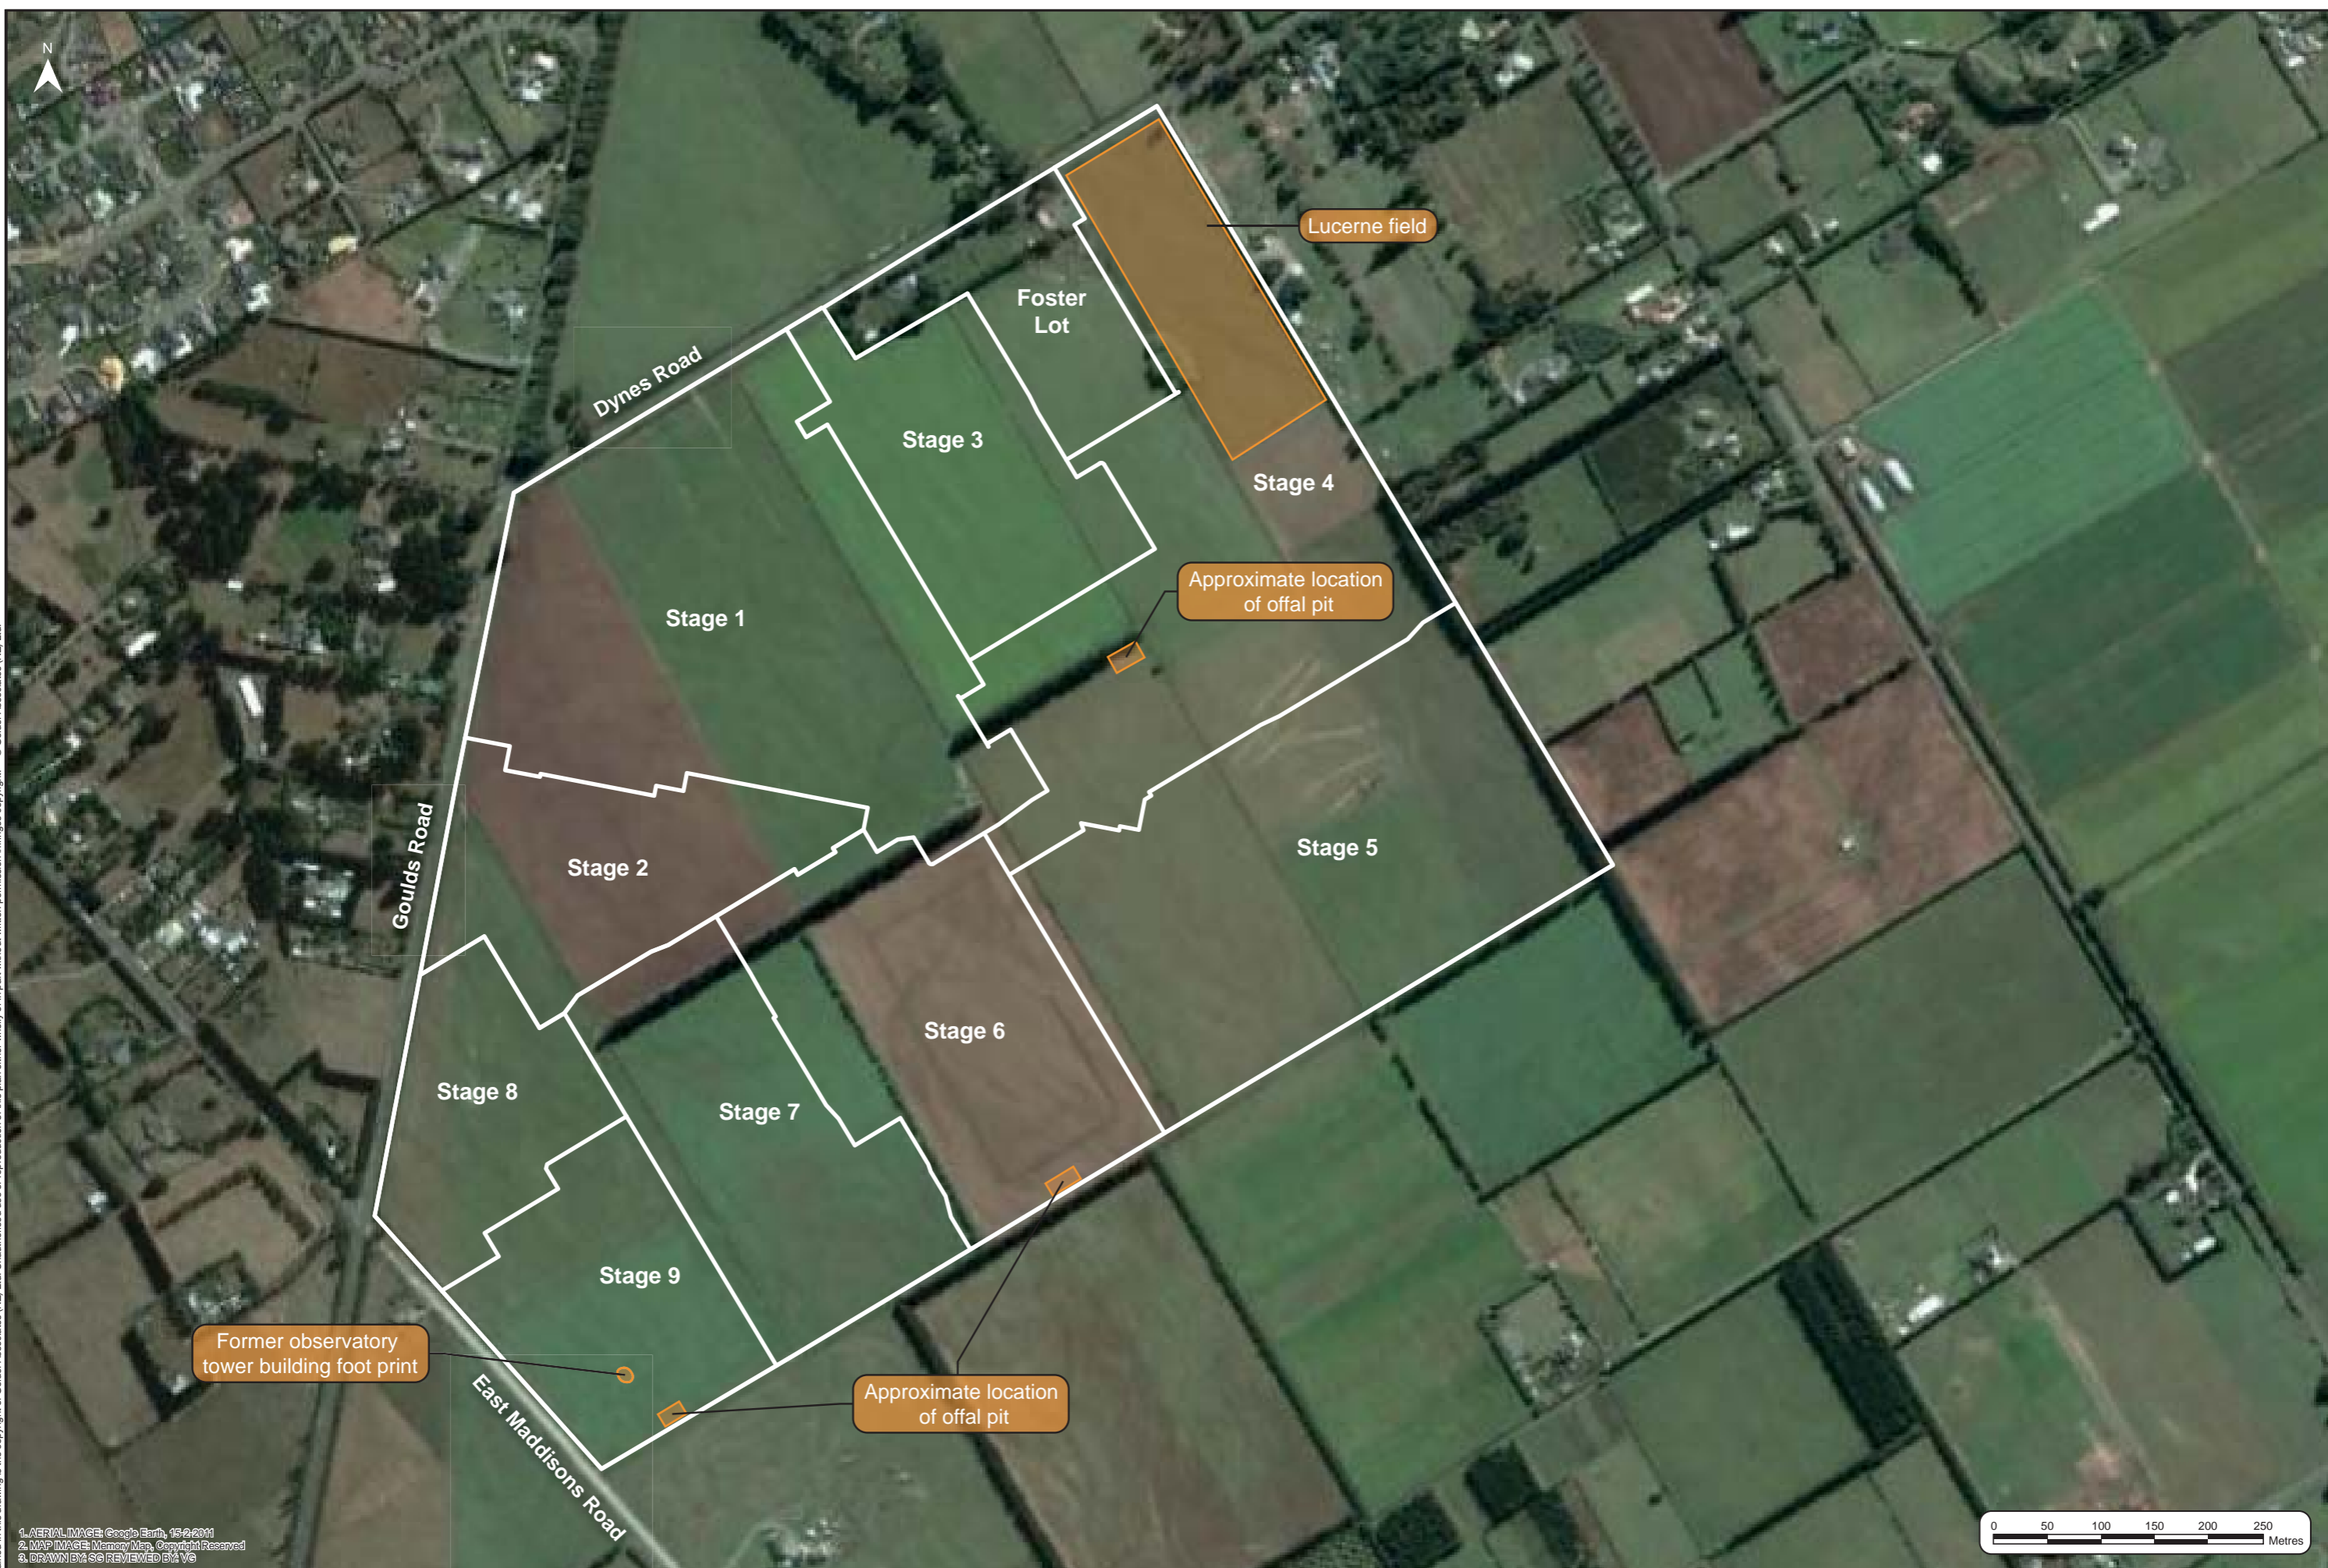 N
Lucerne field
Foster
Lot
Dynes Road
Stage 3
Stage 4
Approximate location
of offal pit
Stage 1
Goulds Road
Stage 2
Stage 5
Stage 6
Stage 8
Stage 7
Stage 9
Former observatory
tower building foot print
Approximate location
of offal pit
East Maddisons Road
1. AERIAL IMAGE: Google Earth, 15-2-2011
2. MAP IMAGE: Memory Map, Copyright Reserved
3. DRAWN BY: SG REVIEWED BY: VG
0 50 100 150 200 250
Metres